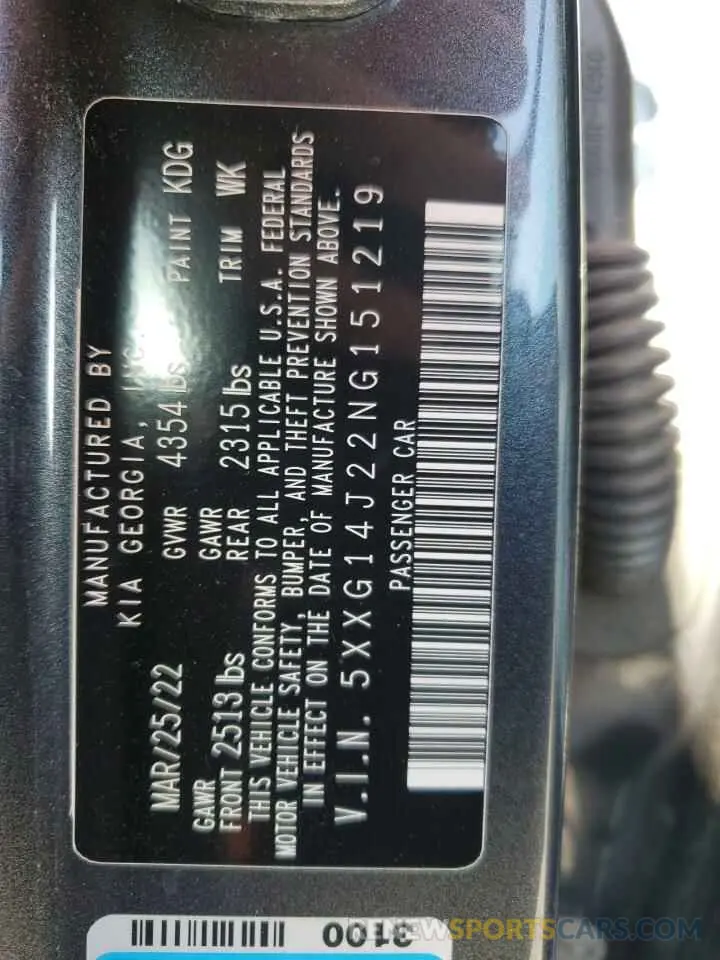 MANUFACTURED BY
KIA GEORGIA, INC.
MAR/25/22 GVWR 4354 lbs PAINT KDG
GAWR GAWR
FRONT 2513 lbs REAR 2315 lbs TRIM WK
THIS VEHICLE CONFORMS TO ALL APPLICABLE U.S.A. FEDERAL
MOTOR VEHICLE SAFETY, BUMPER, AND THEFT PREVENTION STANDARDS
IN EFFECT ON THE DATE OF MANUFACTURE SHOWN ABOVE.
V.I.N. 5XXG14J22NG151219
PASSENGER CAR
3100
NEWSPORTSCARS.COM